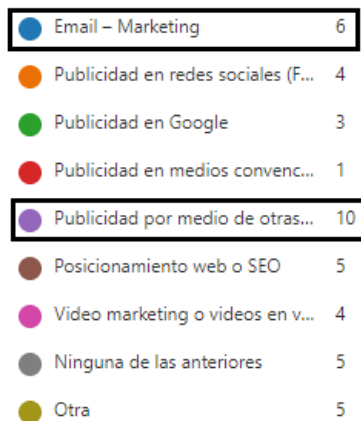 Email – Marketing 6
Publicidad en redes sociales (F... 4
Publicidad en Google 3
Publicidad en medios convenc... 1
Publicidad por medio de otras... 10
Posicionamiento web o SEO 5
Video marketing o videos en v... 4
Ninguna de las anteriores 5
Otra 5